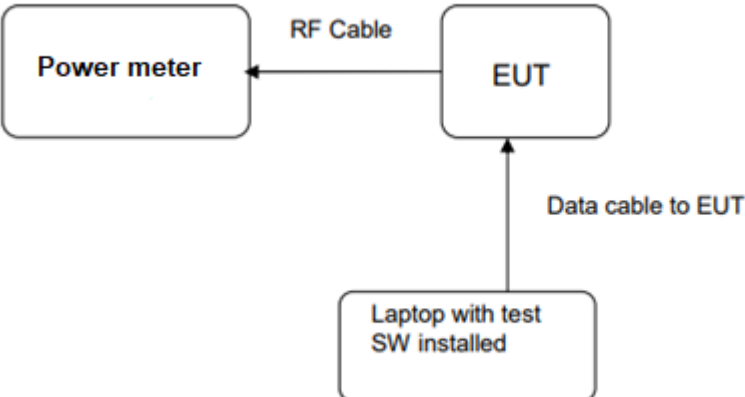 RF Cable
Power meter
EUT
Data cable to EUT
Laptop with test
SW installed